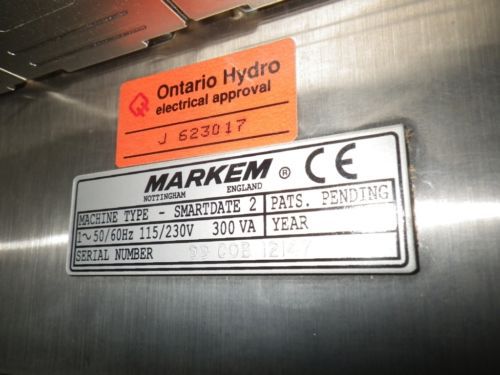 Ontario Hydro
electrical approval
J 623017
MARKEM ® CE
NOTTINGHAM ENGLAND
MACHINE TYPE - SMARTDATE 2 PATS. PENDING
1~50/60Hz 115/230V 300 VA YEAR
SERIAL NUMBER 99